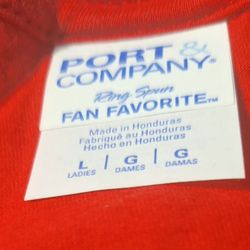 PORT &
COMPANY®
Ring Spun
FAN FAVORITE™
Made in Honduras
Fabriqué au Honduras
Hecho en Honduras
L | G | G
LADIES DAMES DAMAS